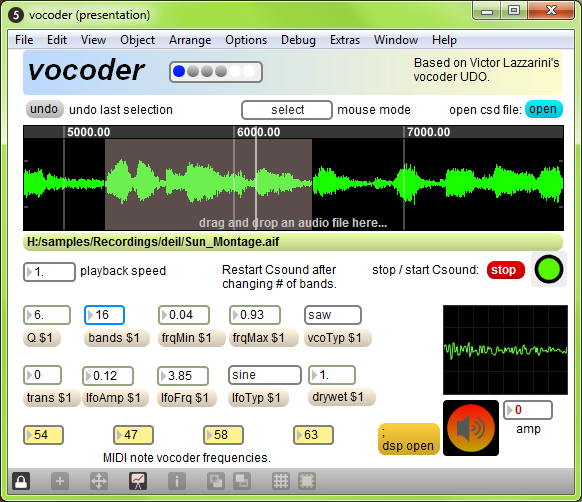 5 vocoder (presentation)
File Edit View Object Arrange Options Debug Extras Window Help
vocoder
Based on Victor Lazzarini's
vocoder UDO.
undo undo last selection select mouse mode open csd file: open
5000.00 6000.00 7000.00
drag and drop an audio file here...
H:/samples/Recordings/deil/Sun_Montage.aif
1. playback speed
Restart Csound after
changing # of bands.
stop / start Csound: stop
6. 16 0.04 0.93 saw
Q $1 bands $1 frqMin $1 frqMax $1 vcoTyp $1
0 0.12 3.85 sine 1.
trans $1 lfoAmp $1 lfoFrq $1 lfoTyp $1 drywet $1
54 47 58 63
MIDI note vocoder frequencies.
;
dsp open
0
amp